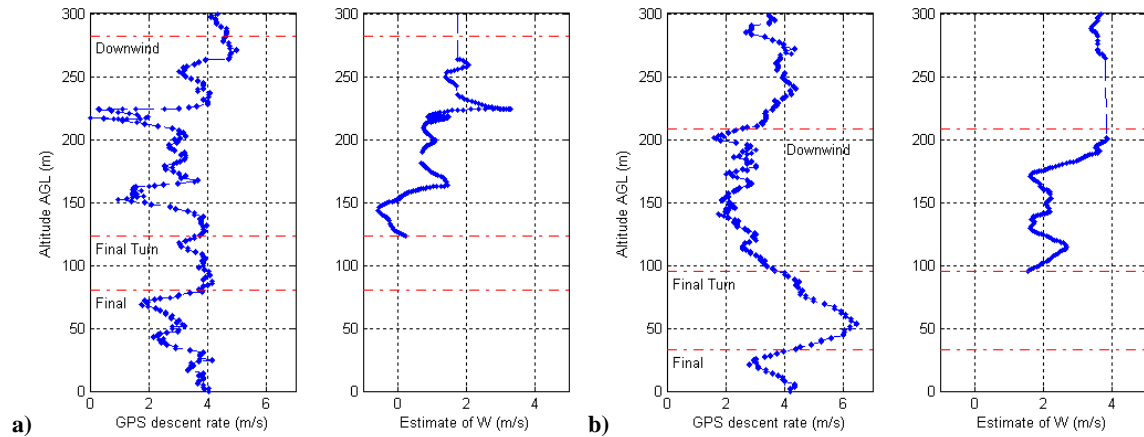 300
250
200
150
100
50
0
Altitude AGL (m)
Downwind
Final Turn
Final
0 2 4 6
GPS descent rate (m/s)
300
250
200
150
100
50
0
0 2 4
Estimate of W (m/s)
a)
300
250
200
150
100
50
0
Altitude AGL (m)
Downwind
Final Turn
Final
0 2 4 6
GPS descent rate (m/s)
300
250
200
150
100
50
0
0 2 4
Estimate of W (m/s)
b)